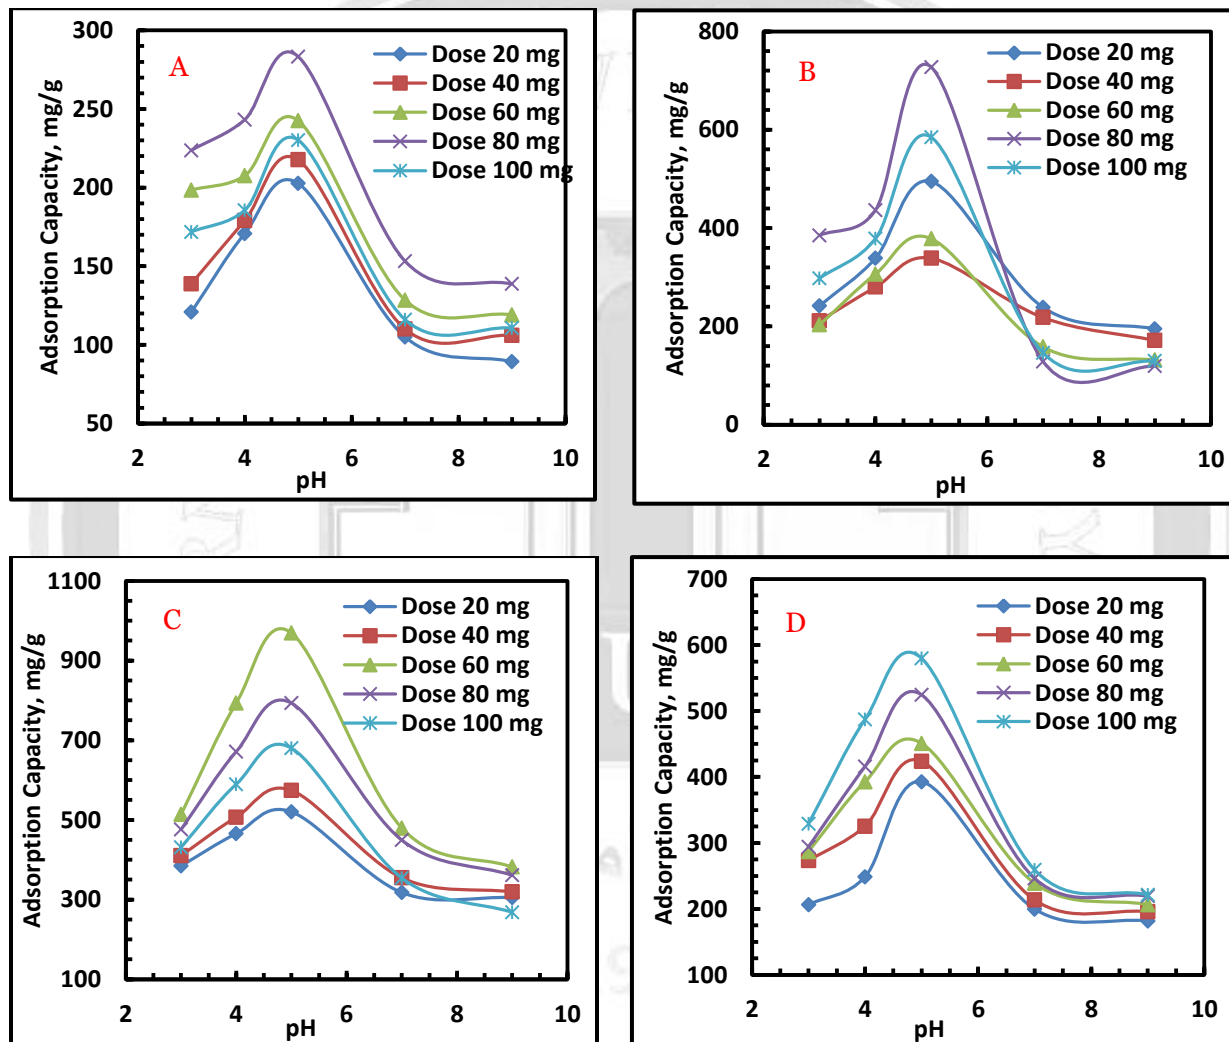 A
300
250
200
150
100
50
2
4
6
8
10
Adsorption Capacity, mg/g
pH
Dose 20 mg
Dose 40 mg
Dose 60 mg
Dose 80 mg
Dose 100 mg
B
800
600
400
200
0
2
4
6
8
10
Adsorption Capacity, mg/g
pH
Dose 20 mg
Dose 40 mg
Dose 60 mg
Dose 80 mg
Dose 100 mg
C
1100
900
700
500
300
100
2
4
6
8
10
Adsorption Capacity, mg/g
pH
Dose 20 mg
Dose 40 mg
Dose 60 mg
Dose 80 mg
Dose 100 mg
D
700
600
500
400
300
200
100
2
4
6
8
10
Adsorption Capacity, mg/g
pH
Dose 20 mg
Dose 40 mg
Dose 60 mg
Dose 80 mg
Dose 100 mg